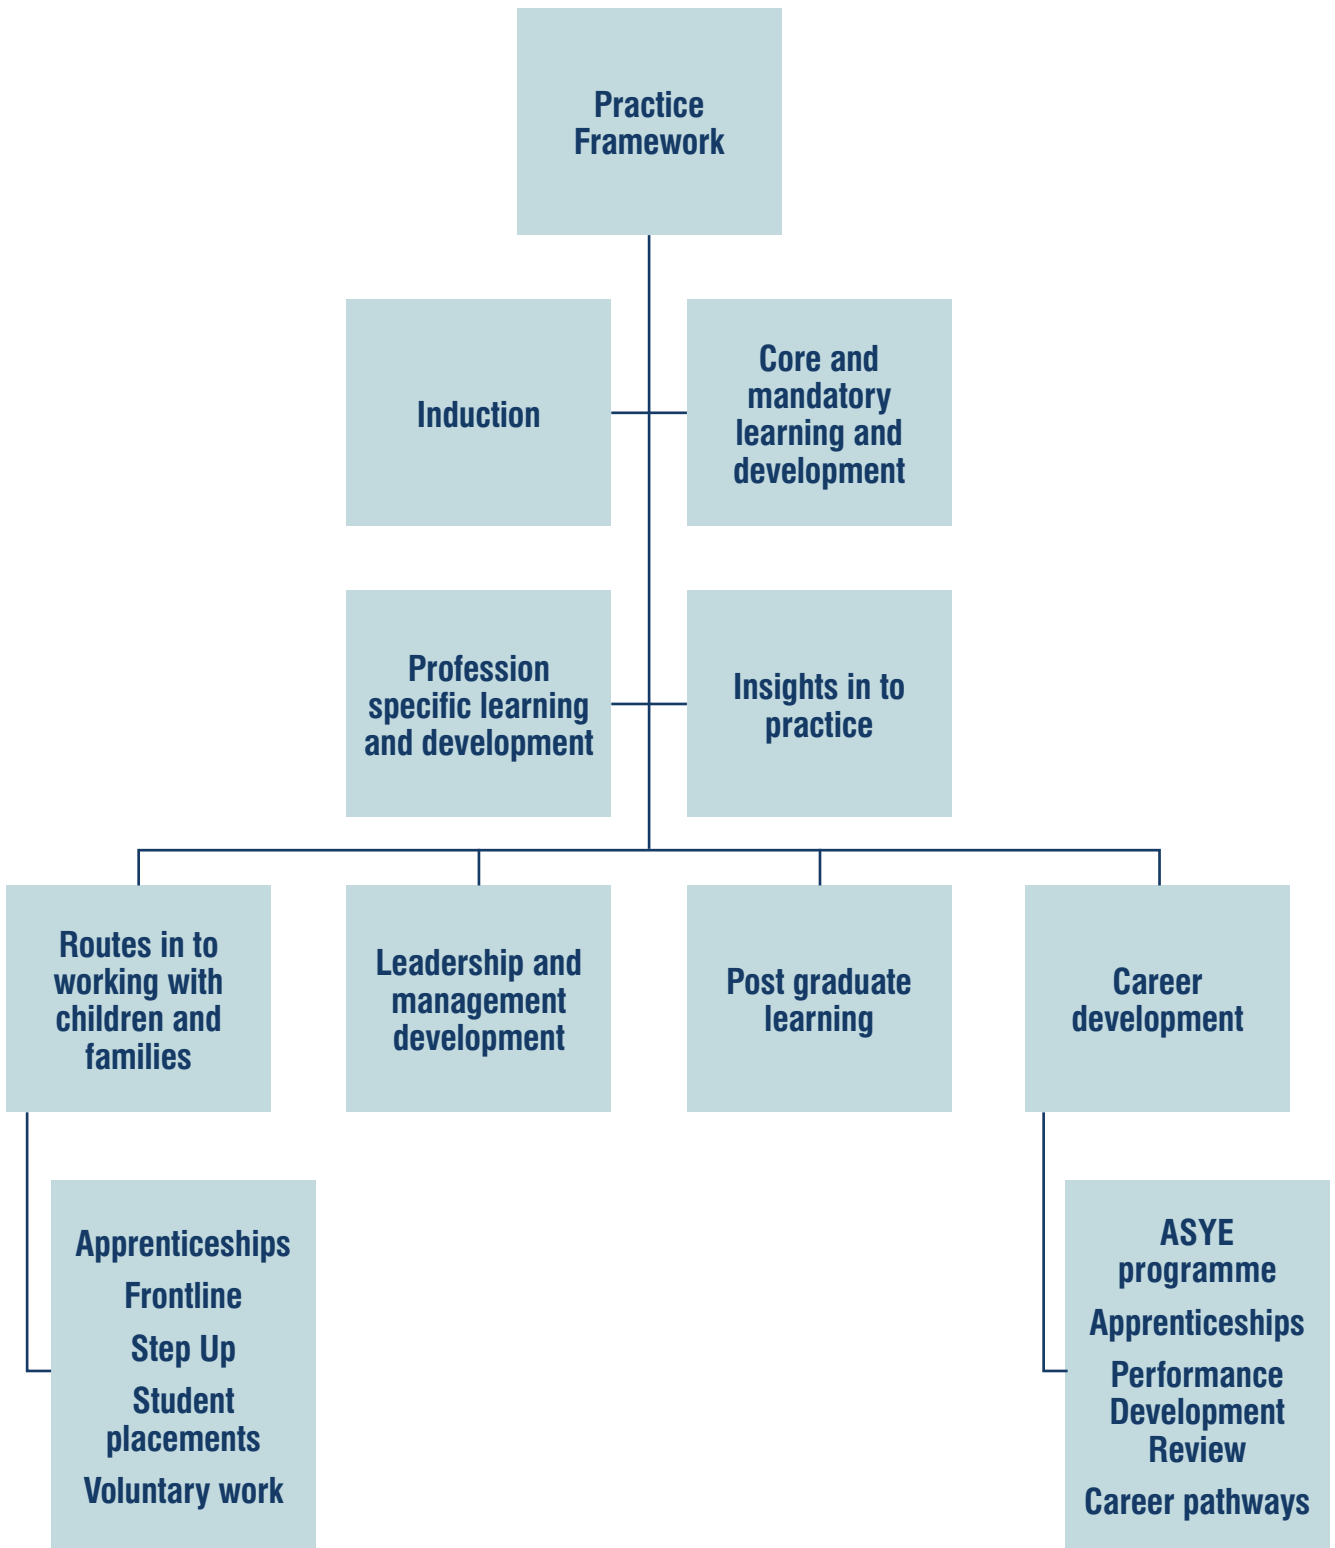 Practice
Framework
Induction
Core and
mandatory
learning and
development
Profession
specific learning
and development
Insights in to
practice
Routes in to
working with
children and
families
Leadership and
management
development
Post graduate
learning
Career
development
Apprenticeships
Frontline
Step Up
Student
placements
Voluntary work
ASYE
programme
Apprenticeships
Performance
Development
Review
Career pathways